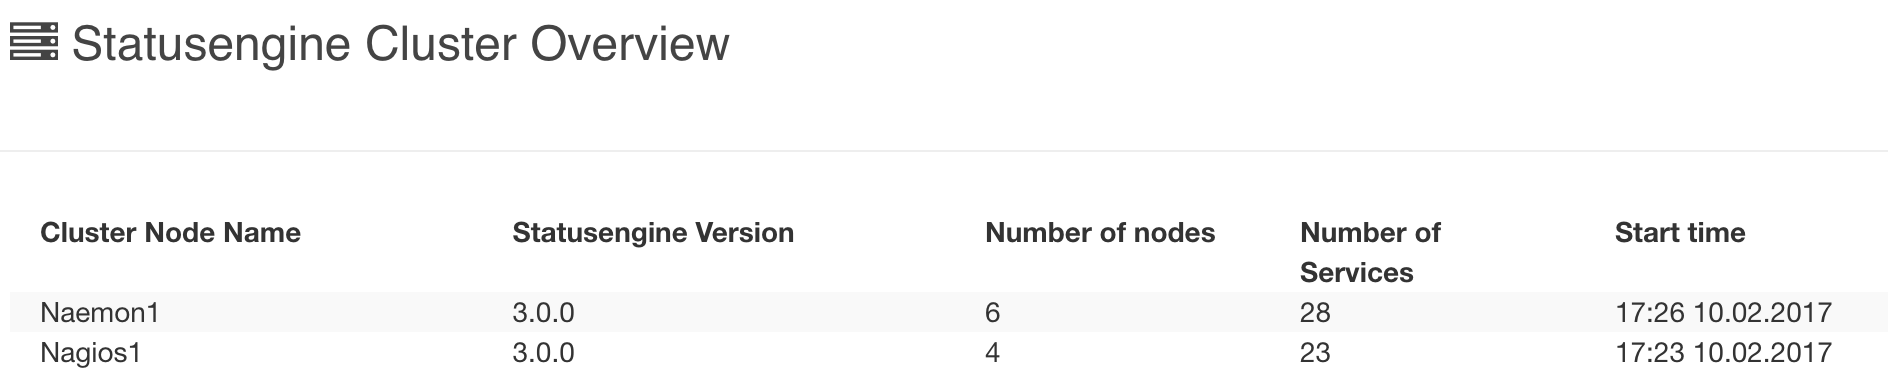 Statusengine Cluster Overview
Cluster Node Name Statusengine Version Number of nodes Number of Start time
Services
Naemon1 3.0.0 6 28 17:26 10.02.2017
Nagios1 3.0.0 4 23 17:23 10.02.2017